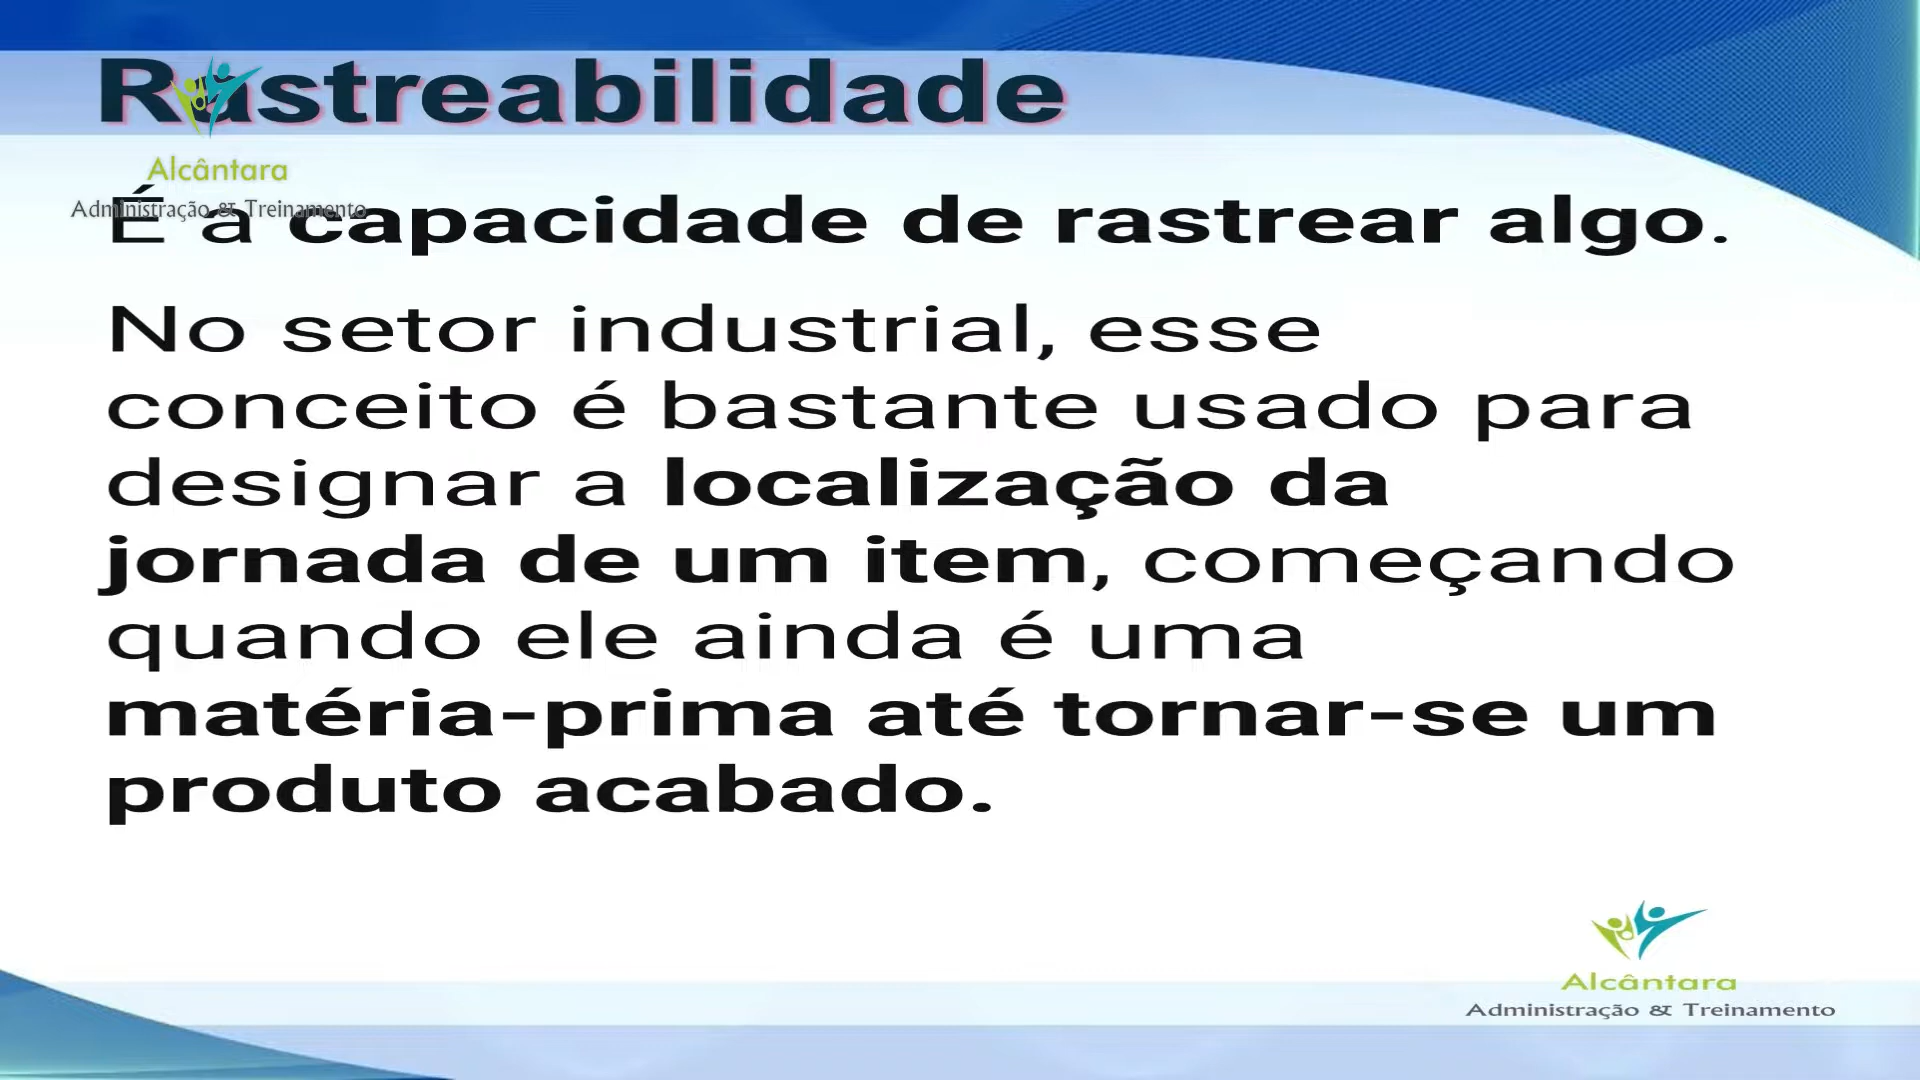 Rastreabilidade
Alcântara
Administração & Treinamento
É a capacidade de rastrear algo.
No setor industrial, esse
conceito é bastante usado para
designar a localização da
jornada de um item, começando
quando ele ainda é uma
matéria-prima até tornar-se um
produto acabado.
Alcântara
Administração & Treinamento